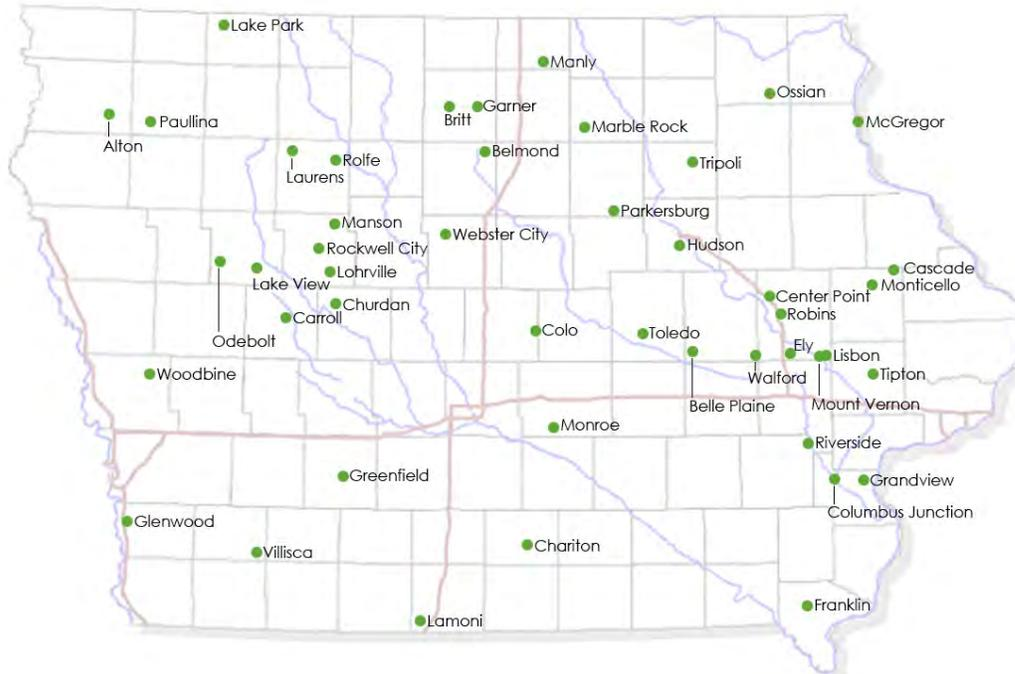 Lake Park
Manly
Ossian
Garner
Britt
Alton
Paullina
Marble Rock
McGregor
Belmond
Rolfe
Laurens
Tripoli
Parkersburg
Manson
Webster City
Hudson
Rockwell City
Lohrville
Lake View
Cascade
Monticello
Center Point
Churdan
Carroll
Robins
Colo
Toledo
Odebolt
Ely
Lisbon
Woodbine
Walford
Tipton
Belle Plaine
Mount Vernon
Monroe
Riverside
Greenfield
Grandview
Columbus Junction
Glenwood
Villisca
Chariton
Franklin
Lamoni